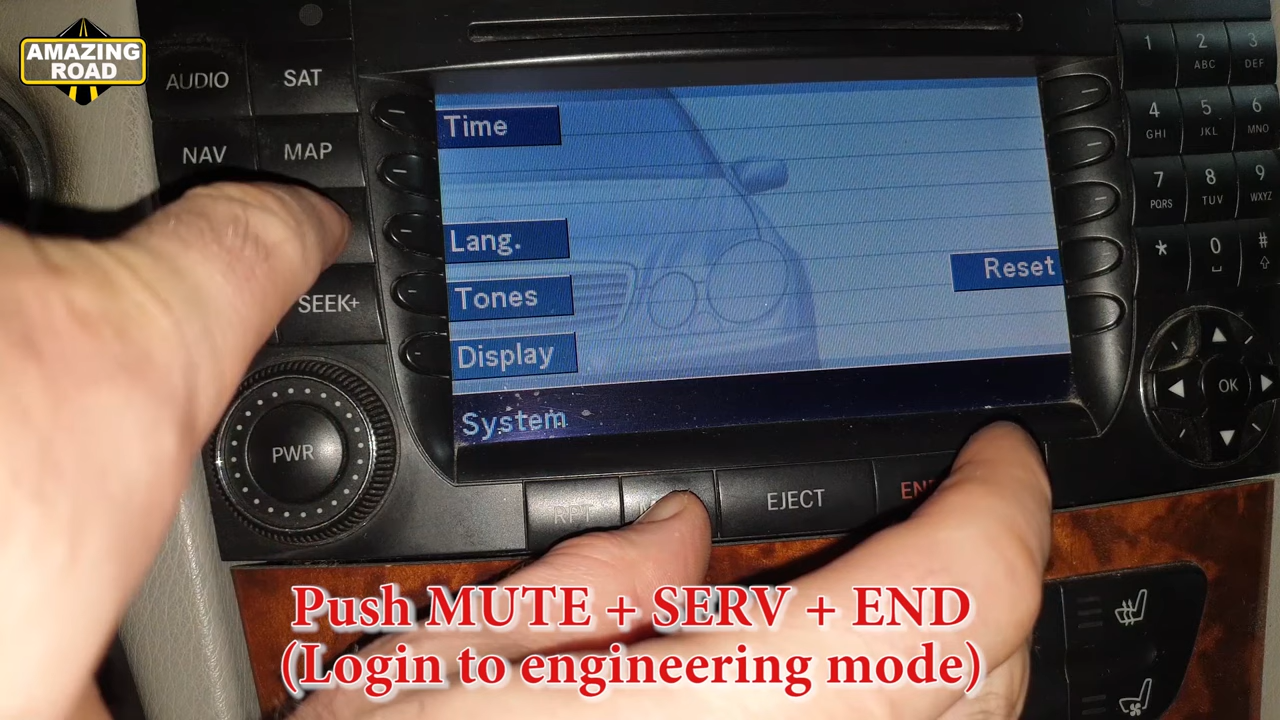 AMAZING
ROAD
AUDIO
SAT
NAV
MAP
SEEK+
PWR
Time
Lang.
Tones
Display
System
Reset
RPT
EJECT
1
2
ABC
3
DEF
4
GHI
5
JKL
6
MNO
7
PQRS
8
TUV
9
WXYZ
*
0
#
OK
Push MUTE + SERV + END
(Login to engineering mode)